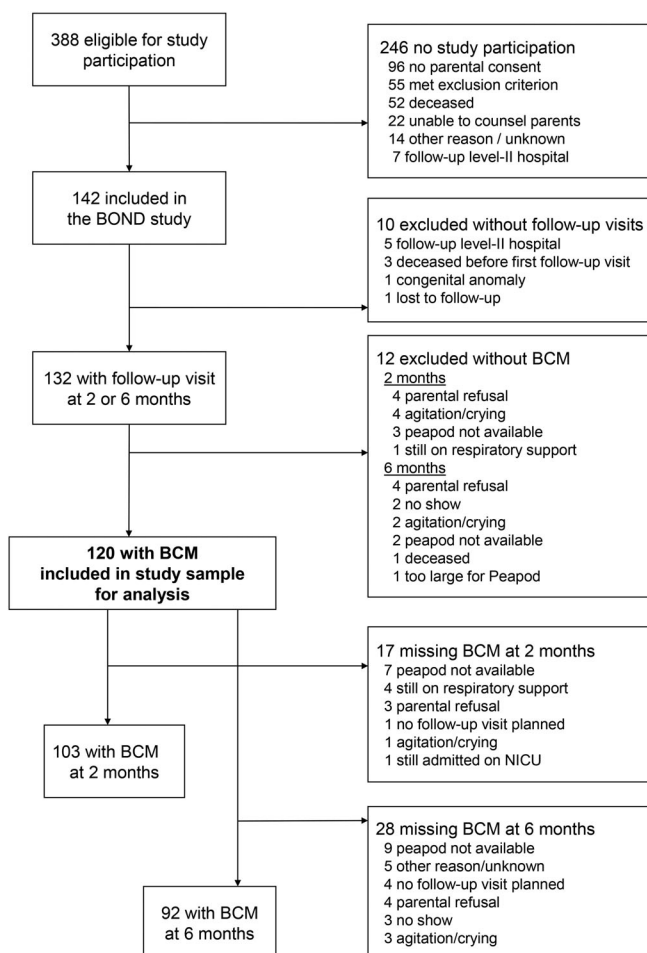 388 eligible for study
participation
246 no study participation
96 no parental consent
55 met exclusion criterion
52 deceased
22 unable to counsel parents
14 other reason / unknown
7 follow-up level-II hospital
142 included in
the BOND study
10 excluded without follow-up visits
5 follow-up level-II hospital
3 deceased before first follow-up visit
1 congenital anomaly
1 lost to follow-up
132 with follow-up visit
at 2 or 6 months
12 excluded without BCM
2 months
4 parental refusal
4 agitation/crying
3 peapod not available
1 still on respiratory support
6 months
4 parental refusal
2 no show
2 agitation/crying
2 peapod not available
1 deceased
1 too large for Peapod
120 with BCM
included in study sample
for analysis
17 missing BCM at 2 months
7 peapod not available
4 still on respiratory support
3 parental refusal
1 no follow-up visit planned
1 agitation/crying
1 still admitted on NICU
103 with BCM
at 2 months
28 missing BCM at 6 months
9 peapod not available
5 other reason/unknown
4 no follow-up visit planned
4 parental refusal
3 no show
3 agitation/crying
92 with BCM
at 6 months